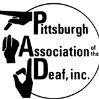 Pittsburgh
Association of the
Deaf, inc.